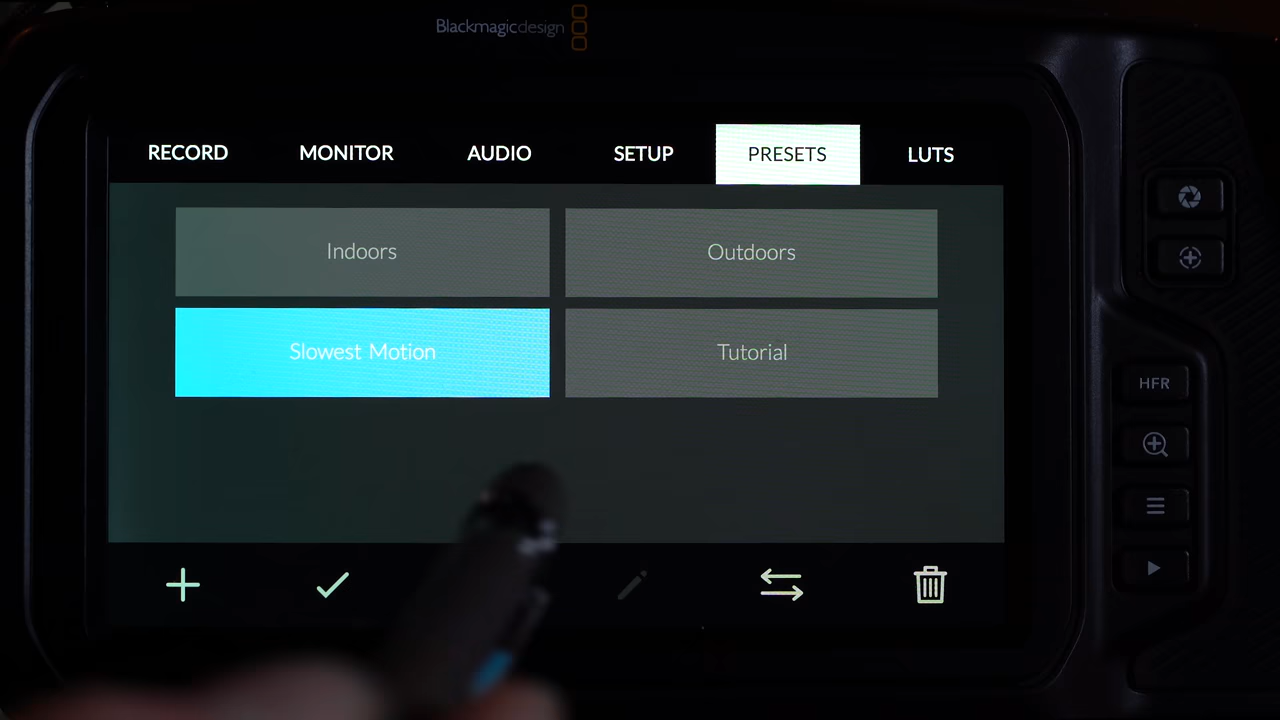 Blackmagicdesign
RECORD MONITOR AUDIO SETUP PRESETS LUTS
Indoors Outdoors
Slowest Motion Tutorial
HFR